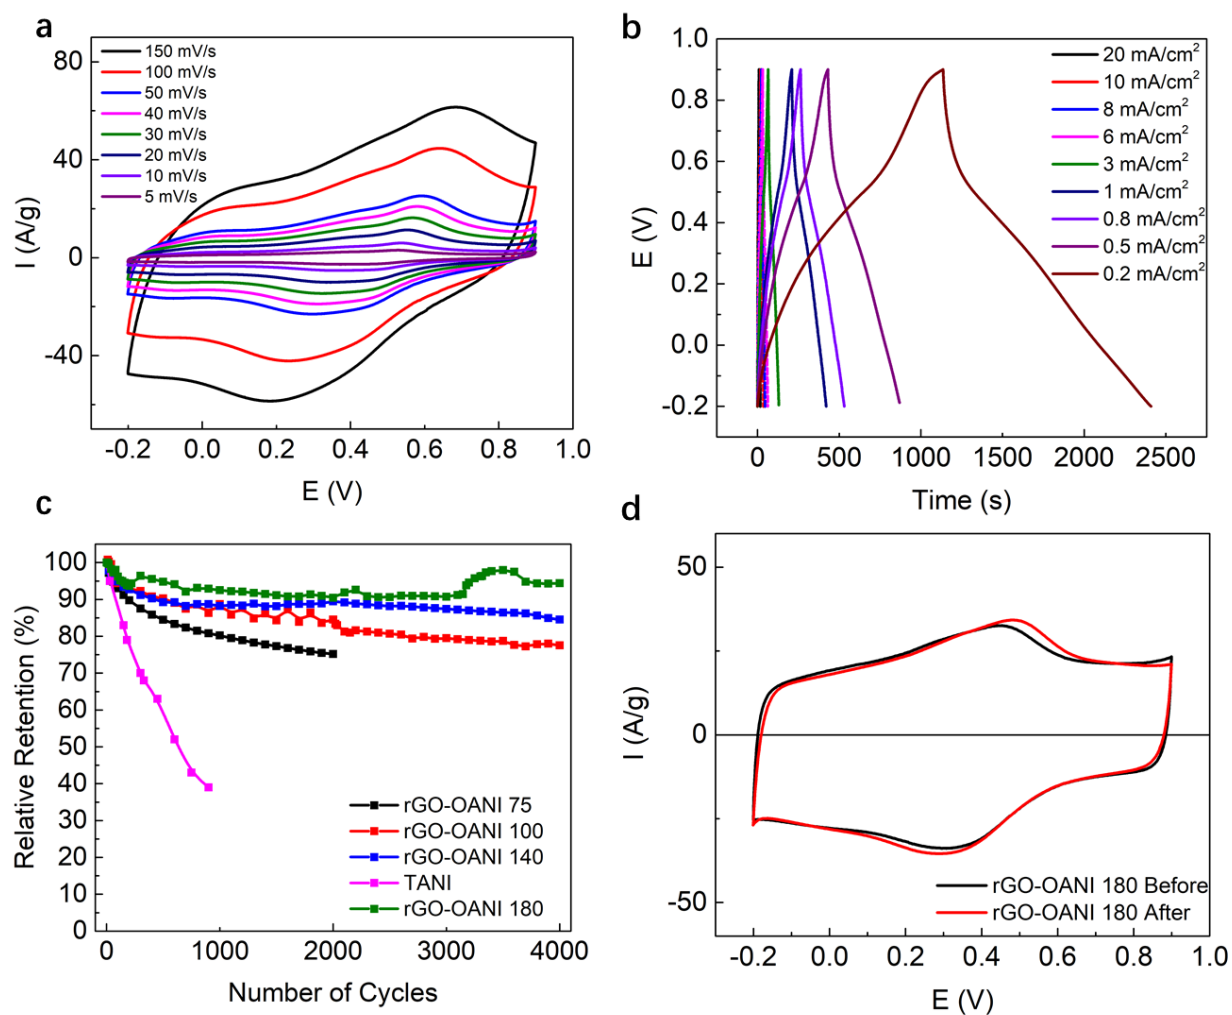 a
80
40
0
-40
I (A/g)
150 mV/s
100 mV/s
50 mV/s
40 mV/s
30 mV/s
20 mV/s
10 mV/s
5 mV/s
-0.2 0.0 0.2 0.4 0.6 0.8 1.0
E (V)
b
1.0
0.8
0.6
0.4
0.2
0.0
-0.2
E (V)
20 mA/cm²
10 mA/cm²
8 mA/cm²
6 mA/cm²
3 mA/cm²
1 mA/cm²
0.8 mA/cm²
0.5 mA/cm²
0.2 mA/cm²
0 500 1000 1500 2000 2500
Time (s)
c
100
90
80
70
60
50
40
30
20
10
0
Relative Retention (%)
rGO-OANI 75
rGO-OANI 100
rGO-OANI 140
TANI
rGO-OANI 180
0 1000 2000 3000 4000
Number of Cycles
d
50
0
-50
I (A/g)
rGO-OANI 180 Before
rGO-OANI 180 After
-0.2 0.0 0.2 0.4 0.6 0.8 1.0
E (V)